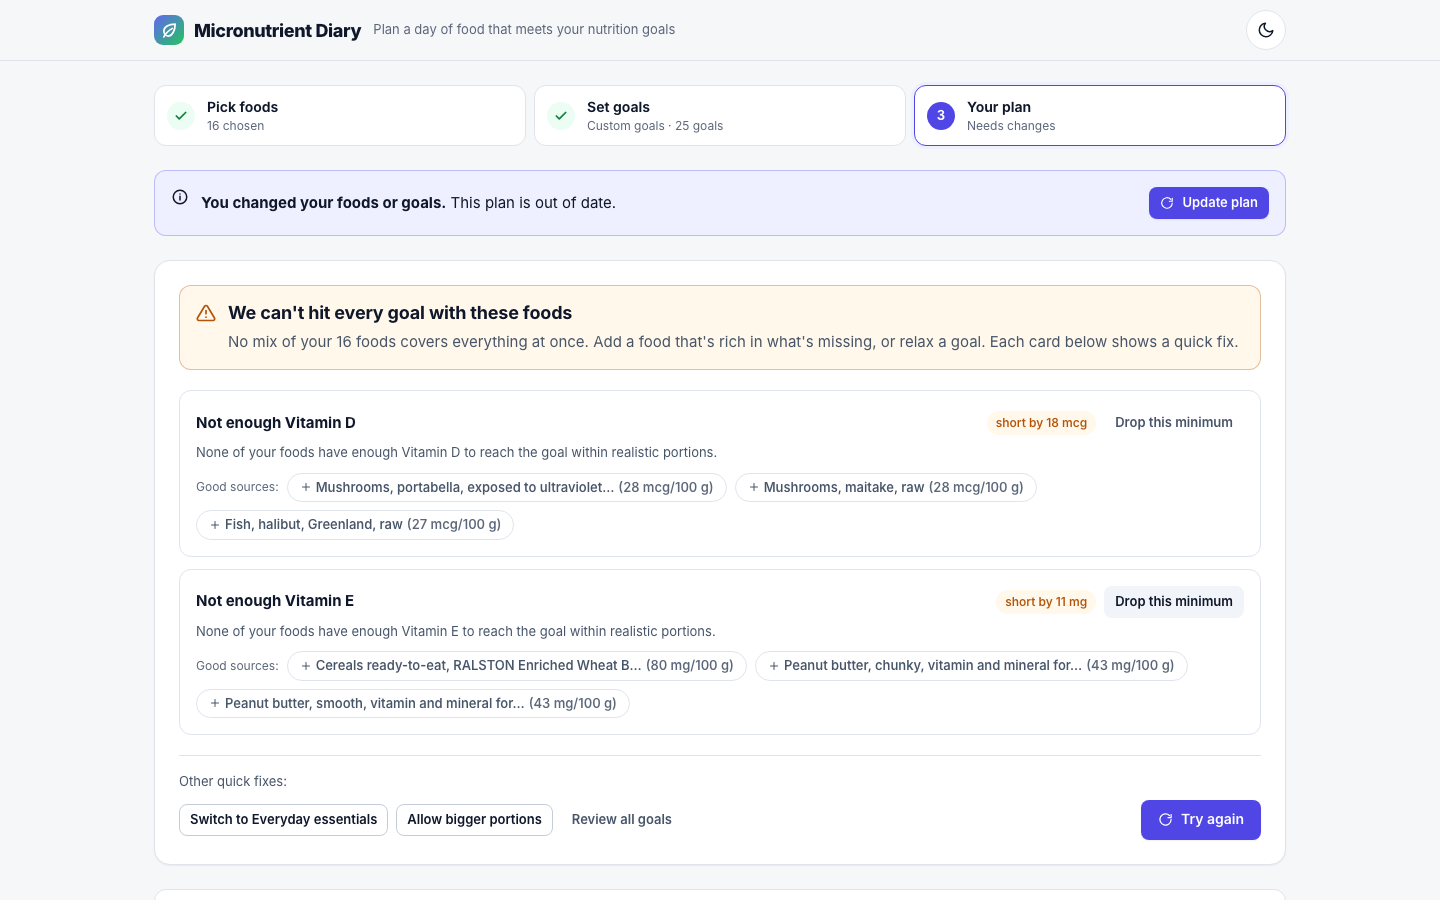 Micronutrient Diary
Plan a day of food that meets your nutrition goals
Pick foods
16 chosen
Set goals
Custom goals · 25 goals
3
Your plan
Needs changes
You changed your foods or goals. This plan is out of date.
Update plan
We can't hit every goal with these foods
No mix of your 16 foods covers everything at once. Add a food that's rich in what's missing, or relax a goal. Each card below shows a quick fix.
Not enough Vitamin D
short by 18 mcg
Drop this minimum
None of your foods have enough Vitamin D to reach the goal within realistic portions.
Good sources:
+ Mushrooms, portabella, exposed to ultraviolet... (28 mcg/100 g)
+ Mushrooms, maitake, raw (28 mcg/100 g)
+ Fish, halibut, Greenland, raw (27 mcg/100 g)
Not enough Vitamin E
short by 11 mg
Drop this minimum
None of your foods have enough Vitamin E to reach the goal within realistic portions.
Good sources:
+ Cereals ready-to-eat, RALSTON Enriched Wheat B... (80 mg/100 g)
+ Peanut butter, chunky, vitamin and mineral for... (43 mg/100 g)
+ Peanut butter, smooth, vitamin and mineral for... (43 mg/100 g)
Other quick fixes:
Switch to Everyday essentials
Allow bigger portions
Review all goals
Try again